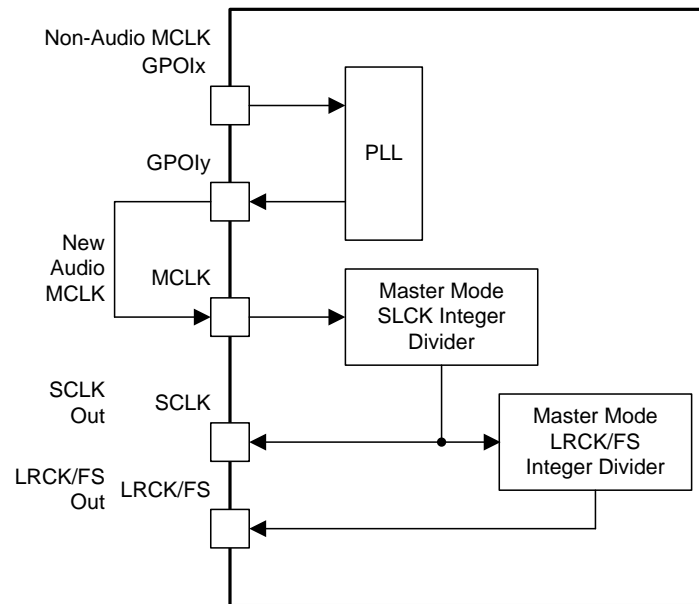 Non-Audio MCLK
GPOIx
PLL
GPOIy
New
Audio
MCLK
MCLK
Master Mode
SLCK Integer
Divider
SCLK
Out
SCLK
Master Mode
LRCK/FS
Integer Divider
LRCK/FS
Out
LRCK/FS